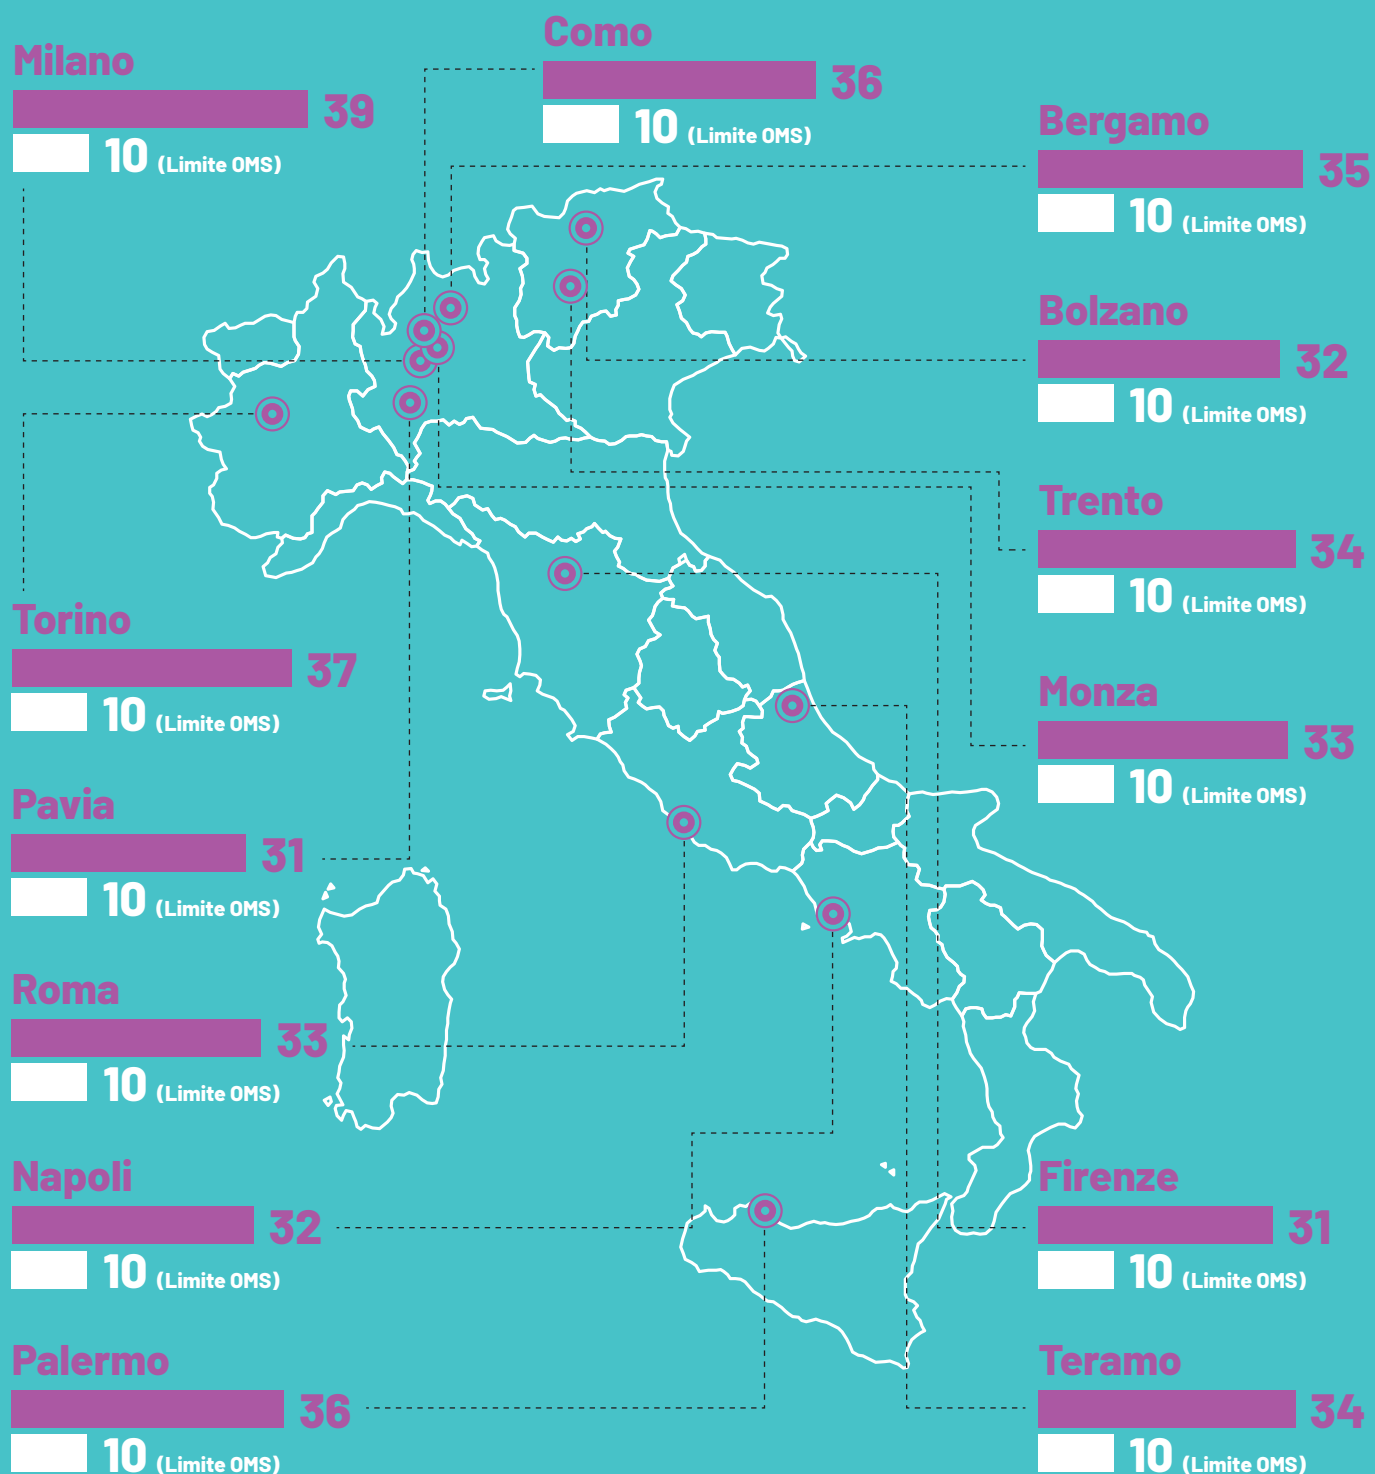 Milano
39
10 (Limite OMS)
Como
36
10 (Limite OMS)
Bergamo
35
10 (Limite OMS)
Bolzano
32
10 (Limite OMS)
Trento
34
10 (Limite OMS)
Monza
33
10 (Limite OMS)
Torino
37
10 (Limite OMS)
Pavia
31
10 (Limite OMS)
Roma
33
10 (Limite OMS)
Napoli
32
10 (Limite OMS)
Palermo
36
10 (Limite OMS)
Firenze
31
10 (Limite OMS)
Teramo
34
10 (Limite OMS)